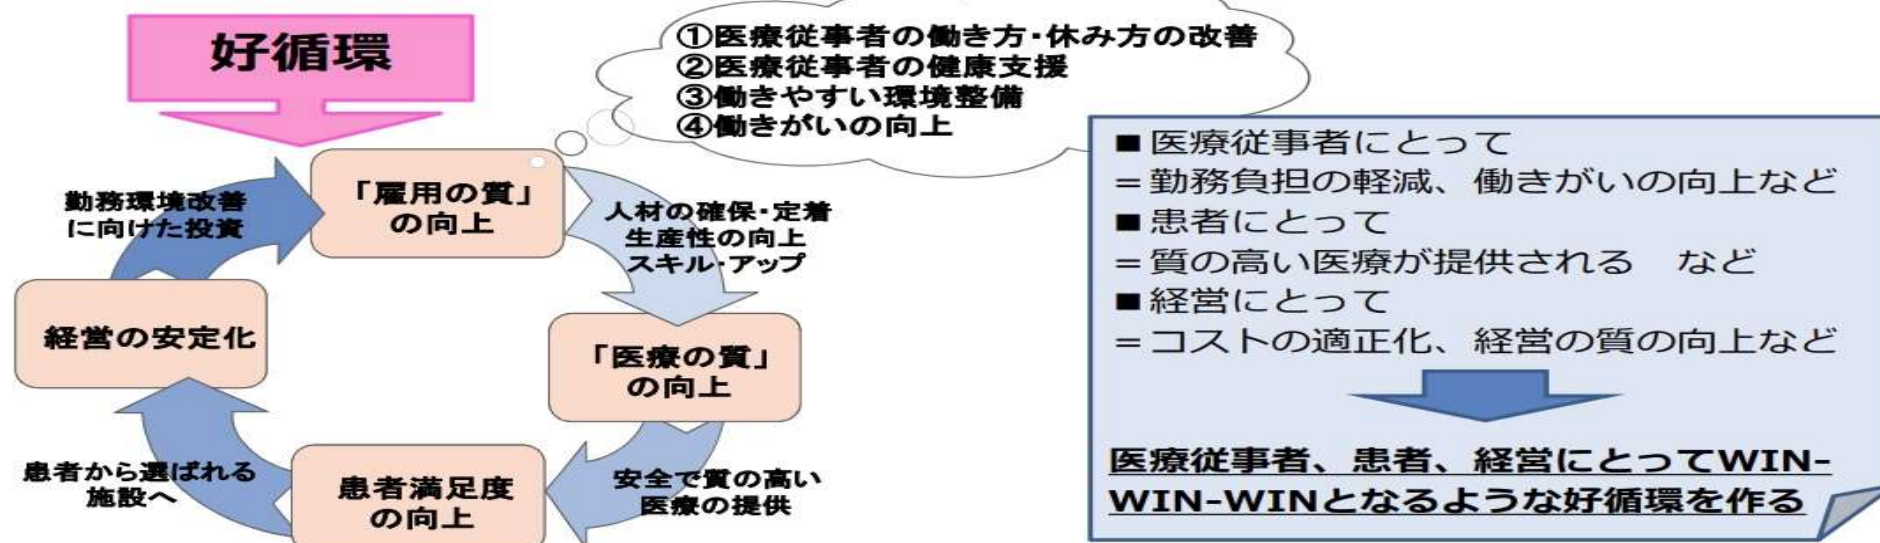 好循環
①医療従事者の働き方・休み方の改善
②医療従事者の健康支援
③働きやすい環境整備
④働きがいの向上
「雇用の質」
の向上
人材の確保・定着
生産性の向上
スキル・アップ
「医療の質」
の向上
安全で質の高い
医療の提供
患者満足度
の向上
患者から選ばれる
施設へ
経営の安定化
勤務環境改善
に向けた投資
■医療従事者にとって
＝勤務負担の軽減、働きがいの向上など
■患者にとって
＝質の高い医療が提供される　など
■経営にとって
＝コストの適正化、経営の質の向上など
医療従事者、患者、経営にとってWIN-
WIN-WINとなるような好循環を作る